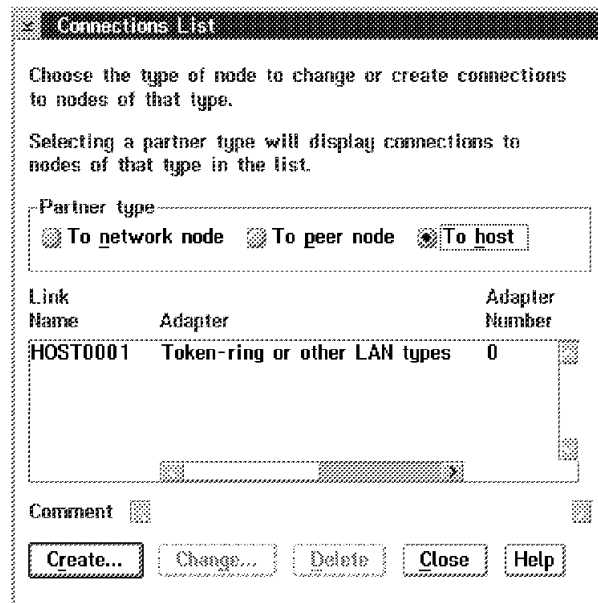 Connections List
Choose the type of node to change or create connections
to nodes of that type.
Selecting a partner type will display connections to
nodes of that type in the list.
Partner type
To network node To peer node To host
Link Adapter
Name Adapter Number
HOST0001 Token-ring or other LAN types 0
Comment
Create... Change... Delete Close Help